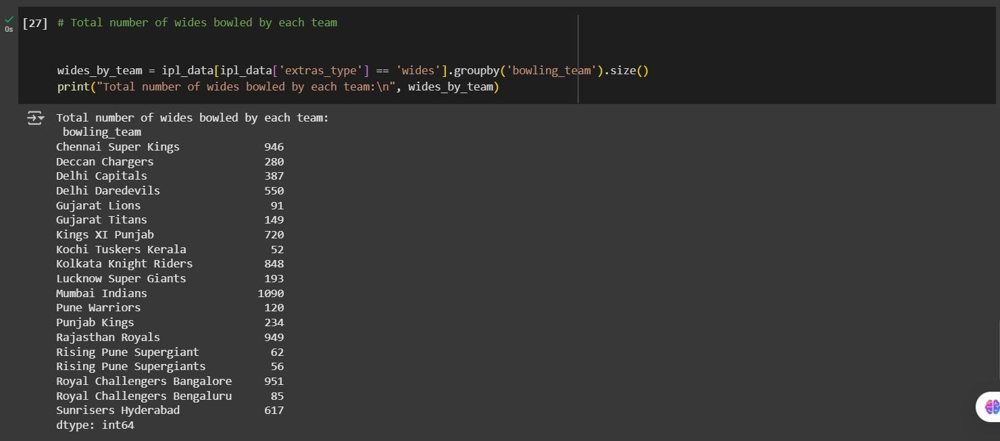 [27] # Total number of wides bowled by each team
0s
wides_by_team = ipl_data[ipl_data['extras_type'] == 'wides'].groupby('bowling_team').size()
print("Total number of wides bowled by each team:\n", wides_by_team)
Total number of wides bowled by each team:
bowling_team
Chennai Super Kings 946
Deccan Chargers 280
Delhi Capitals 387
Delhi Daredevils 550
Gujarat Lions 91
Gujarat Titans 149
Kings XI Punjab 720
Kochi Tuskers Kerala 52
Kolkata Knight Riders 848
Lucknow Super Giants 193
Mumbai Indians 1090
Pune Warriors 120
Punjab Kings 234
Rajasthan Royals 949
Rising Pune Supergiant 62
Rising Pune Supergiants 56
Royal Challengers Bangalore 951
Royal Challengers Bengaluru 85
Sunrisers Hyderabad 617
dtype: int64